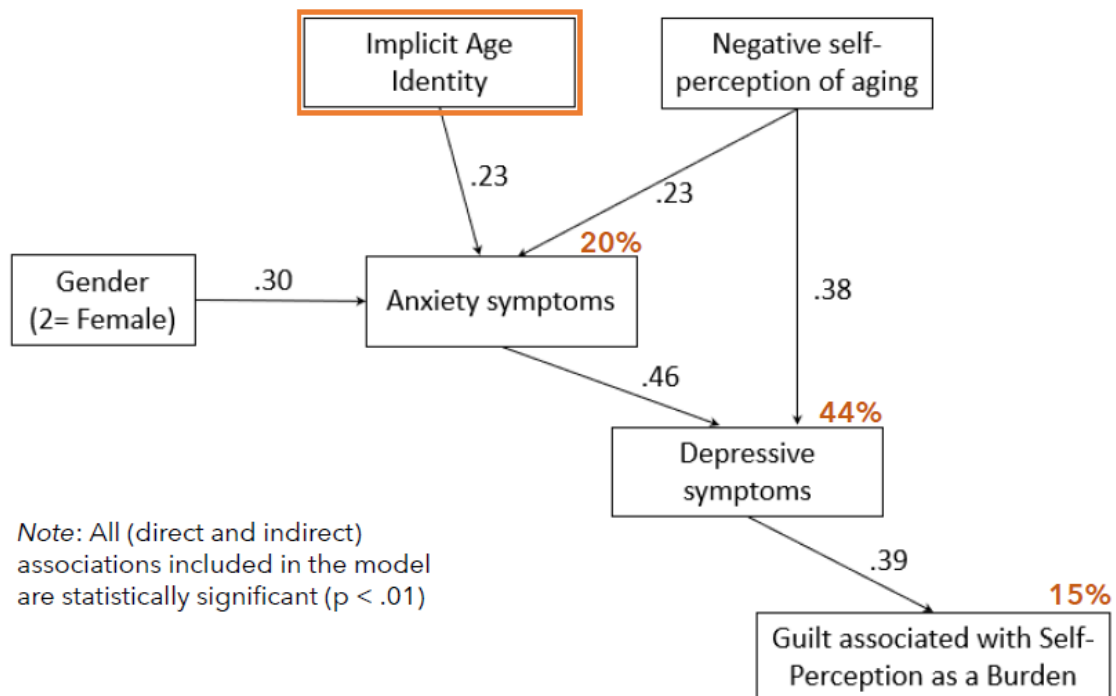 Implicit Age
Identity
Negative self-
perception of aging
.23
.23
20%
Gender
(2= Female)
.30
Anxiety symptoms
.38
.46
44%
Depressive
symptoms
Note: All (direct and indirect)
associations included in the model
are statistically significant (p < .01)
.39
15%
Guilt associated with Self-
Perception as a Burden